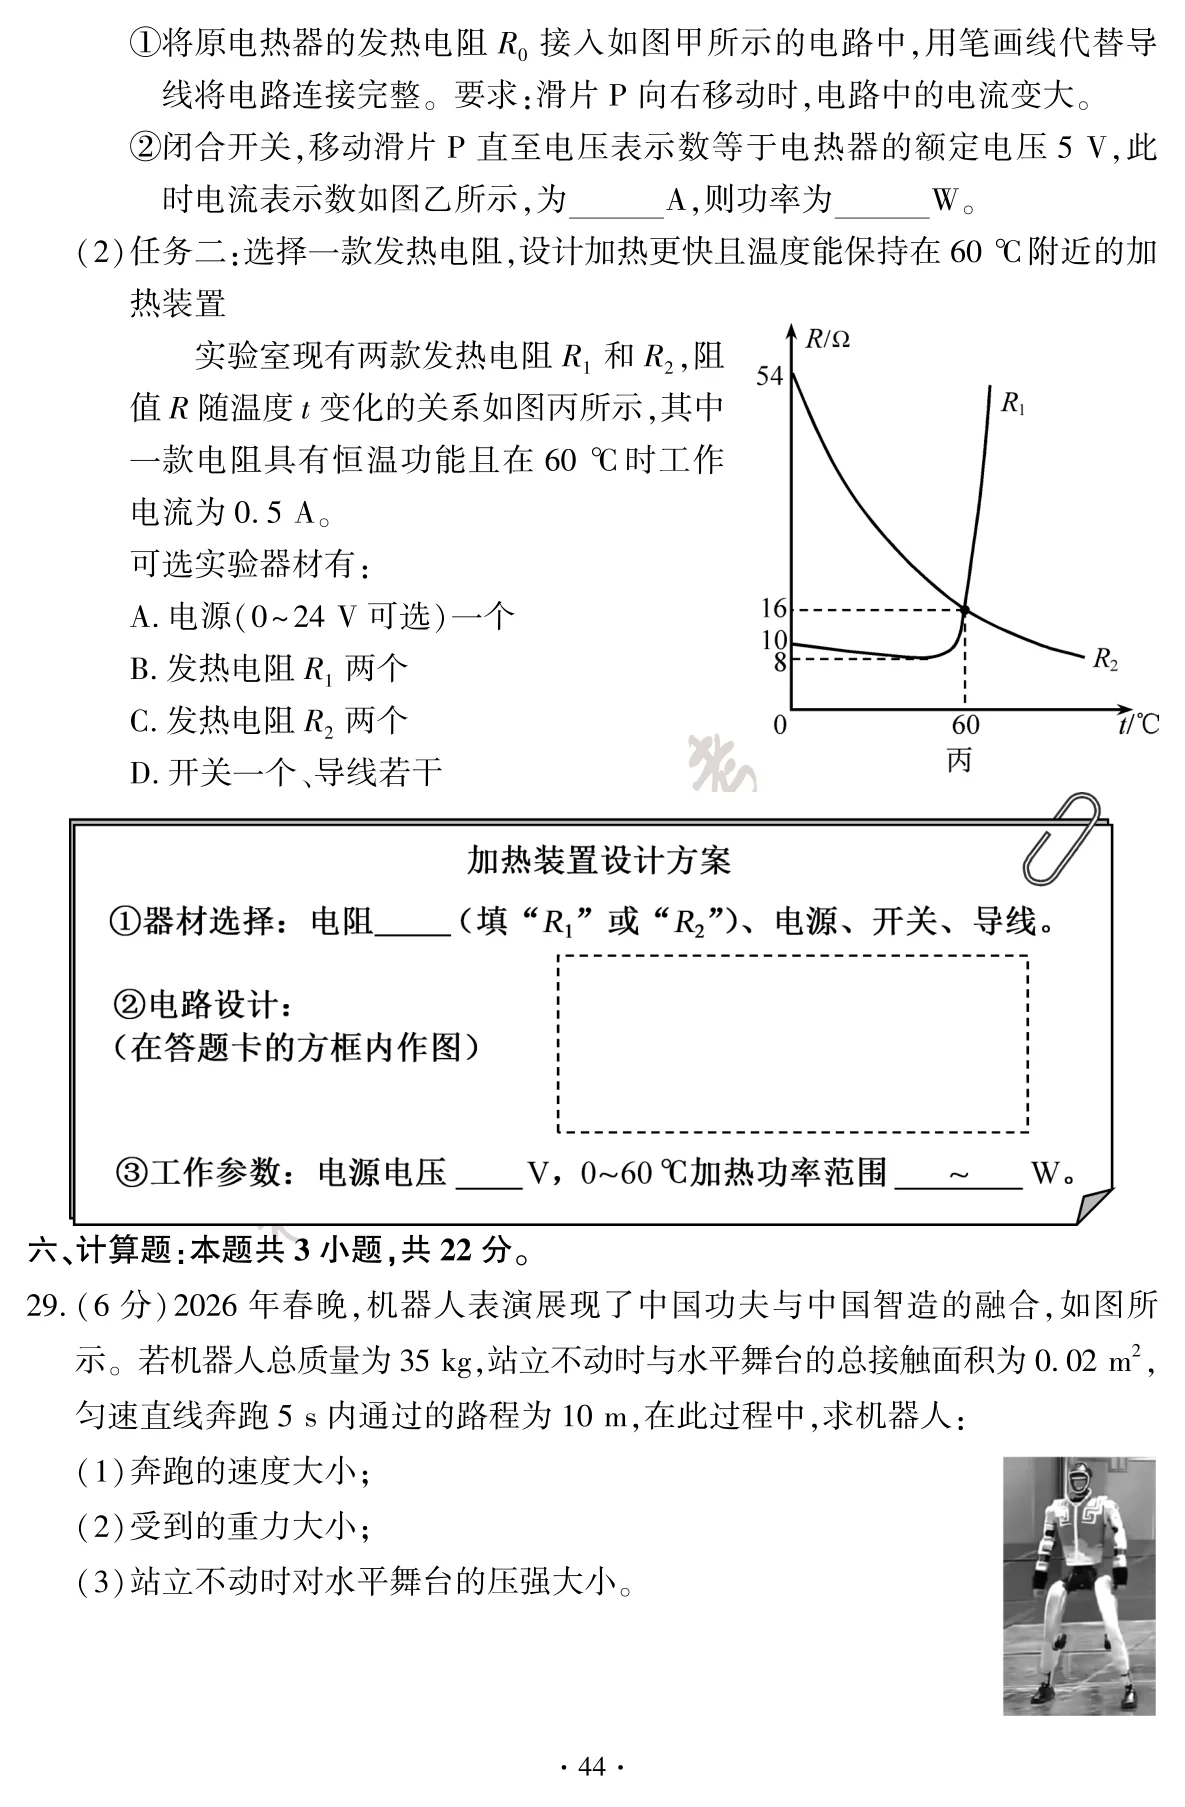 ①将原电热器的发热电阻 R₀ 接入如图甲所示的电路中,用笔画线代替导
线将电路连接完整。要求:滑片 P 向右移动时,电路中的电流变大。
②闭合开关,移动滑片 P 直至电压表示数等于电热器的额定电压 5 V,此
时电流表示数如图乙所示,为______A,则功率为______W。
(2)任务二:选择一款发热电阻,设计加热更快且温度能保持在 60 ℃附近的加
热装置
实验室现有两款发热电阻 R₁ 和 R₂,阻
值 R 随温度 t 变化的关系如图丙所示,其中
一款电阻具有恒温功能且在 60 ℃时工作
电流为 0.5 A。
可选实验器材有:
A. 电源(0~24 V 可选)一个
B. 发热电阻 R₁ 两个
C. 发热电阻 R₂ 两个
D. 开关一个、导线若干
R/Ω
54
R₁
16
10
8
R₂
0
60
t/℃
丙
加热装置设计方案
①器材选择:电阻____(填“R₁”或“R₂”)、电源、开关、导线。
②电路设计:
(在答题卡的方框内作图)
③工作参数:电源电压 ____ V,0~60 ℃加热功率范围 ___~___ W。
六、计算题:本题共 3 小题,共 22 分。
29. (6 分)2026 年春晚,机器人表演展现了中国功夫与中国智造的融合,如图所
示。若机器人总质量为 35 kg,站立不动时与水平舞台的总接触面积为 0.02 m²,
匀速直线奔跑 5 s 内通过的路程为 10 m,在此过程中,求机器人:
(1)奔跑的速度大小;
(2)受到的重力大小;
(3)站立不动时对水平舞台的压强大小。
· 44 ·